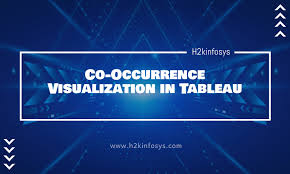 H2kinfosys
Co-Occurrence
Visualization in Tableau
www.h2kinfosys.com